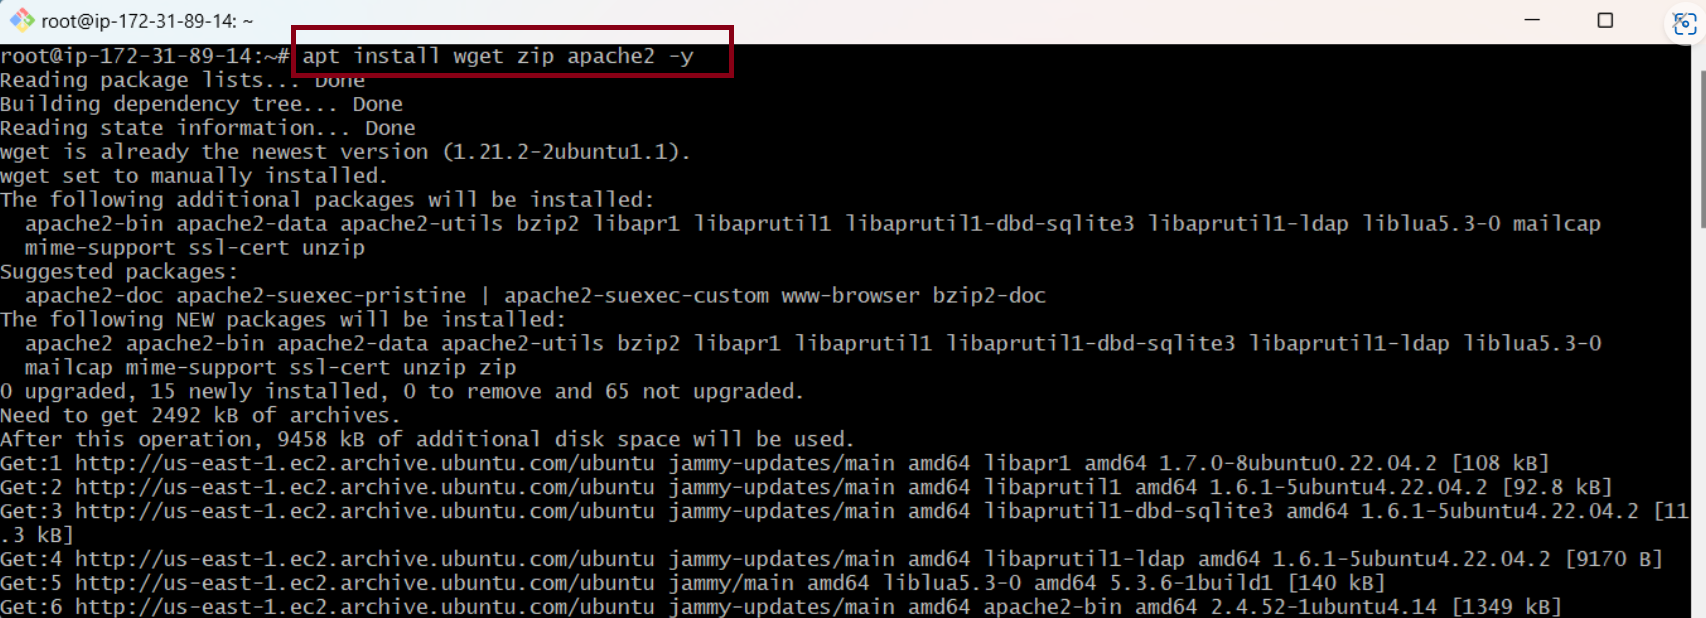 root@ip-172-31-89-14: ~
root@ip-172-31-89-14:~# apt install wget zip apache2 -y
Reading package lists... Done
Building dependency tree... Done
Reading state information... Done
wget is already the newest version (1.21.2-2ubuntu1.1).
wget set to manually installed.
The following additional packages will be installed:
  apache2-bin apache2-data apache2-utils bzip2 libapr1 libaprutil1 libaprutil1-dbd-sqlite3 libaprutil1-ldap liblua5.3-0 mailcap
  mime-support ssl-cert unzip
Suggested packages:
  apache2-doc apache2-suexec-pristine | apache2-suexec-custom www-browser bzip2-doc
The following NEW packages will be installed:
  apache2 apache2-bin apache2-data apache2-utils bzip2 libapr1 libaprutil1 libaprutil1-dbd-sqlite3 libaprutil1-ldap liblua5.3-0
  mailcap mime-support ssl-cert unzip zip
0 upgraded, 15 newly installed, 0 to remove and 65 not upgraded.
Need to get 2492 kB of archives.
After this operation, 9458 kB of additional disk space will be used.
Get:1 http://us-east-1.ec2.archive.ubuntu.com/ubuntu jammy-updates/main amd64 libapr1 amd64 1.7.0-8ubuntu0.22.04.2 [108 kB]
Get:2 http://us-east-1.ec2.archive.ubuntu.com/ubuntu jammy-updates/main amd64 libaprutil1 amd64 1.6.1-5ubuntu4.22.04.2 [92.8 kB]
Get:3 http://us-east-1.ec2.archive.ubuntu.com/ubuntu jammy-updates/main amd64 libaprutil1-dbd-sqlite3 amd64 1.6.1-5ubuntu4.22.04.2 [11
.3 kB]
Get:4 http://us-east-1.ec2.archive.ubuntu.com/ubuntu jammy-updates/main amd64 libaprutil1-ldap amd64 1.6.1-5ubuntu4.22.04.2 [9170 B]
Get:5 http://us-east-1.ec2.archive.ubuntu.com/ubuntu jammy/main amd64 liblua5.3-0 amd64 5.3.6-1build1 [140 kB]
Get:6 http://us-east-1.ec2.archive.ubuntu.com/ubuntu jammy-updates/main amd64 apache2-bin amd64 2.4.52-1ubuntu4.14 [1349 kB]